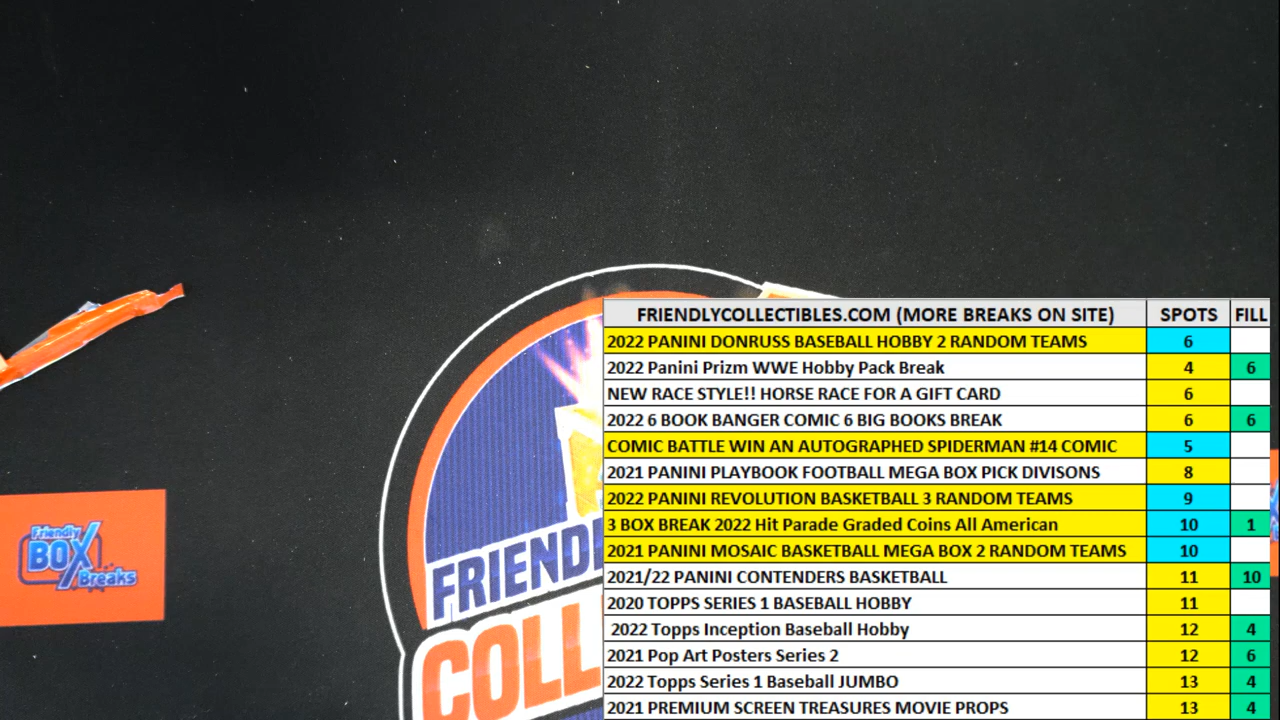 FRIENDLYCOLLECTIBLES.COM (MORE BREAKS ON SITE) SPOTS FILL
2022 PANINI DONRUSS BASEBALL HOBBY 2 RANDOM TEAMS 6
2022 Panini Prizm WWE Hobby Pack Break 4 6
NEW RACE STYLE!! HORSE RACE FOR A GIFT CARD 6
2022 6 BOOK BANGER COMIC 6 BIG BOOKS BREAK 6 6
COMIC BATTLE WIN AN AUTOGRAPHED SPIDERMAN #14 COMIC 5
2021 PANINI PLAYBOOK FOOTBALL MEGA BOX PICK DIVISONS 8
2022 PANINI REVOLUTION BASKETBALL 3 RANDOM TEAMS 9
3 BOX BREAK 2022 Hit Parade Graded Coins All American 10 1
2021 PANINI MOSAIC BASKETBALL MEGA BOX 2 RANDOM TEAMS 10
2021/22 PANINI CONTENDERS BASKETBALL 11 10
2020 TOPPS SERIES 1 BASEBALL HOBBY 11
2022 Topps Inception Baseball Hobby 12 4
2021 Pop Art Posters Series 2 12 6
2022 Topps Series 1 Baseball JUMBO 13 4
2021 PREMIUM SCREEN TREASURES MOVIE PROPS 13 4
Friendly
BOX
Breaks
FRIEND
COLL